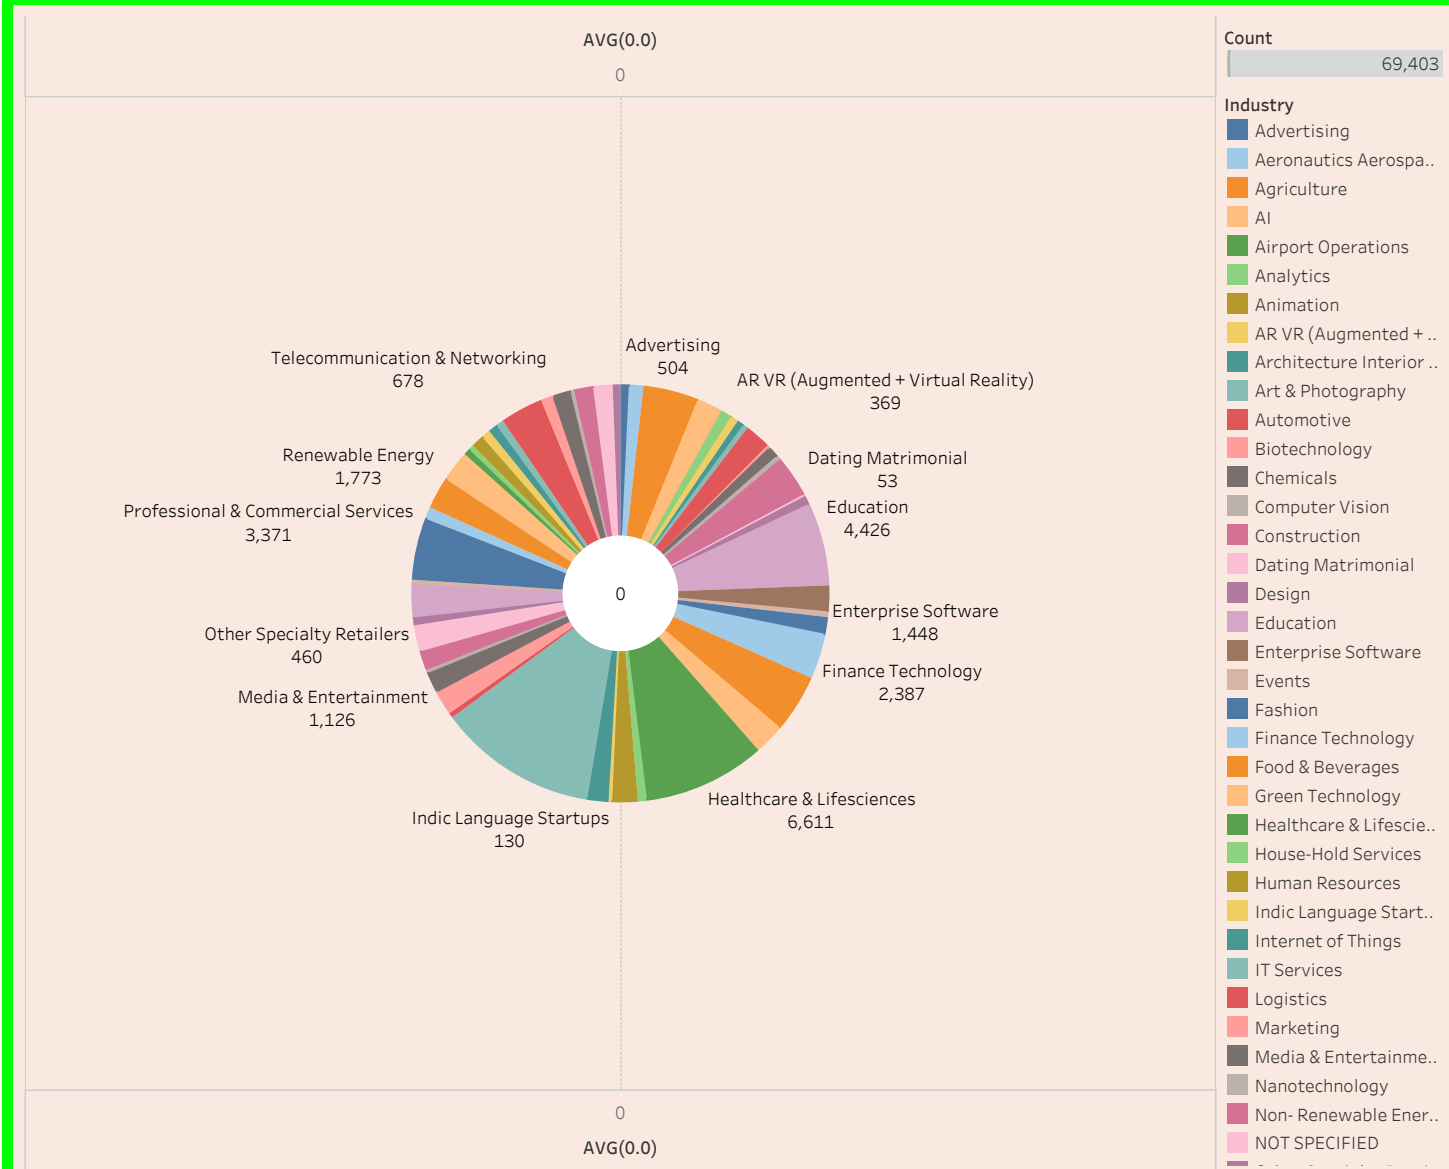 AVG(0.0)
0
Telecommunication & Networking
678
Advertising
504
AR VR (Augmented + Virtual Reality)
369
Renewable Energy
1,773
Dating Matrimonial
53
Professional & Commercial Services
3,371
Education
4,426
0
Other Specialty Retailers
460
Enterprise Software
1,448
Media & Entertainment
1,126
Finance Technology
2,387
Indic Language Startups
130
Healthcare & Lifesciences
6,611
0
AVG(0.0)
Count
69,403
Industry
Advertising
Aeronautics Aerospa..
Agriculture
AI
Airport Operations
Analytics
Animation
AR VR (Augmented + ..
Architecture Interior ..
Art & Photography
Automotive
Biotechnology
Chemicals
Computer Vision
Construction
Dating Matrimonial
Design
Education
Enterprise Software
Events
Fashion
Finance Technology
Food & Beverages
Green Technology
Healthcare & Lifescie..
House-Hold Services
Human Resources
Indic Language Start..
Internet of Things
IT Services
Logistics
Marketing
Media & Entertainme..
Nanotechnology
Non- Renewable Ener..
NOT SPECIFIED